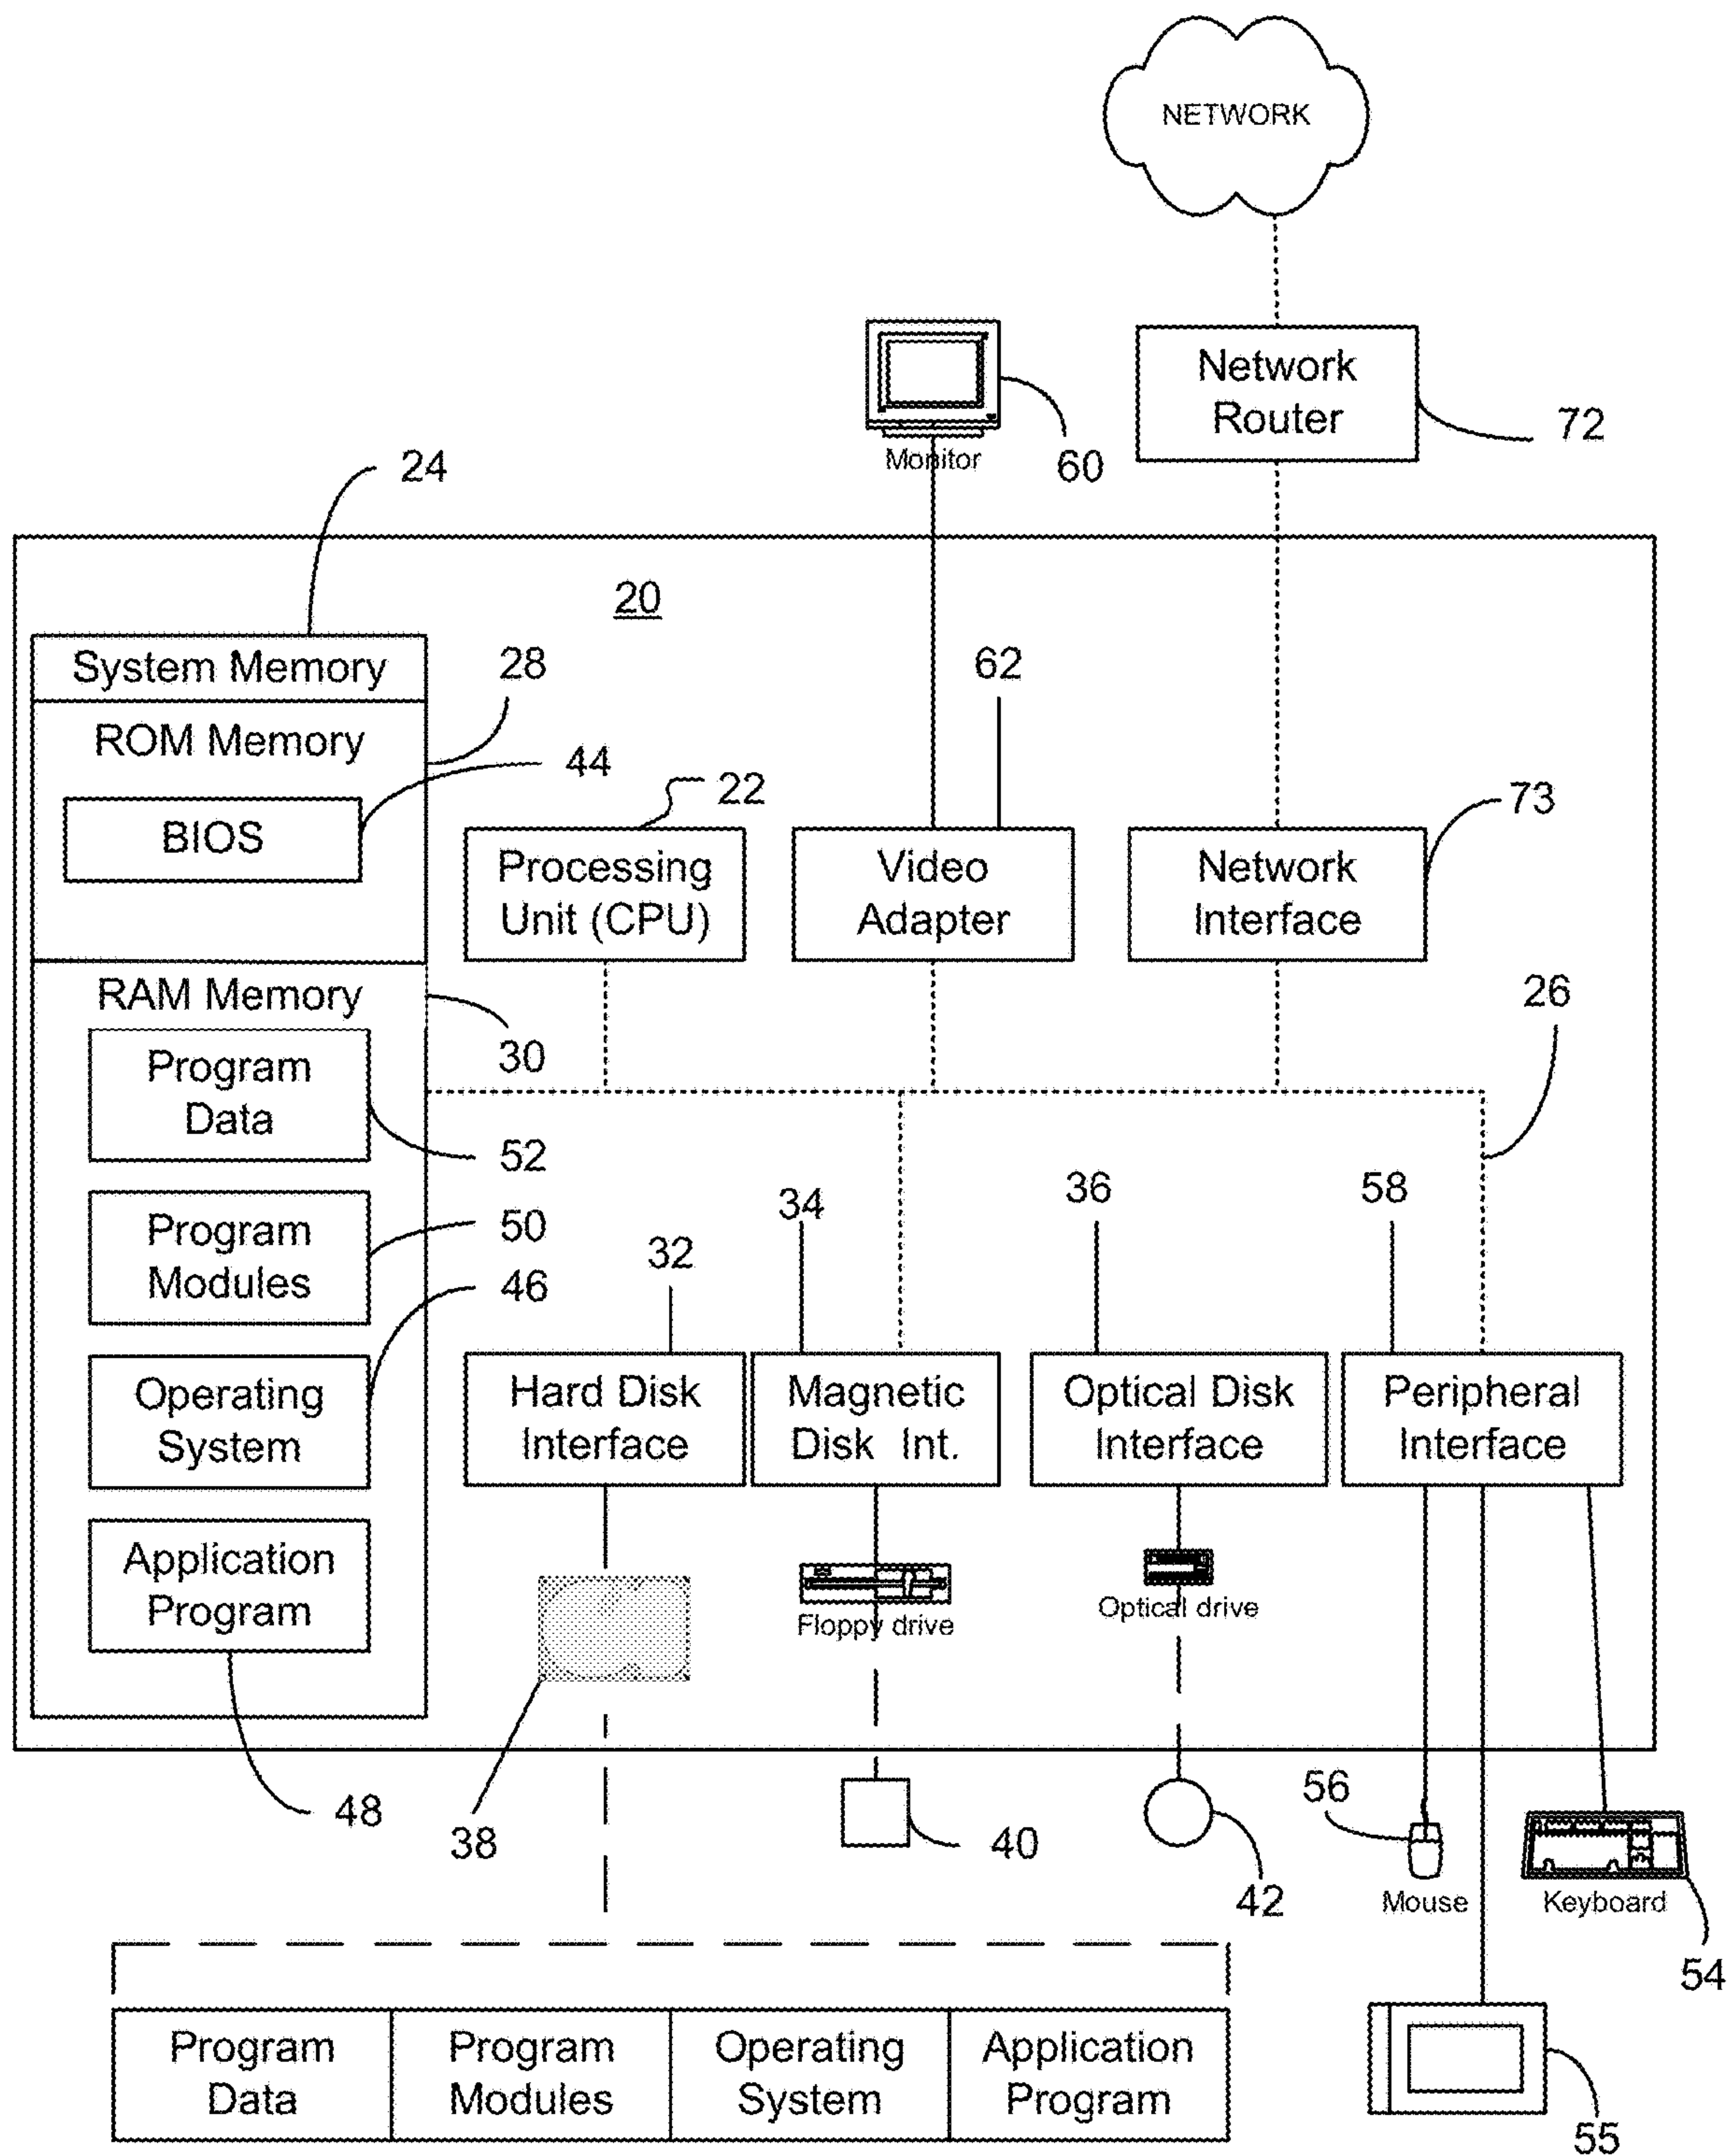 NETWORK
Network
Router
72
Monitor
60
24
20
System Memory
28
62
ROM Memory
44
22
73
BIOS
Processing
Unit (CPU)
Video
Adapter
Network
Interface
RAM Memory
30
26
Program
Data
52
34
36
58
Program
Modules
50
32
46
Operating
System
Hard Disk
Interface
Magnetic
Disk Int.
Optical Disk
Interface
Peripheral
Interface
Application
Program
Floppy drive
Optical drive
48
38
40
42
56
Mouse
Keyboard
54
Program
Data
Program
Modules
Operating
System
Application
Program
55